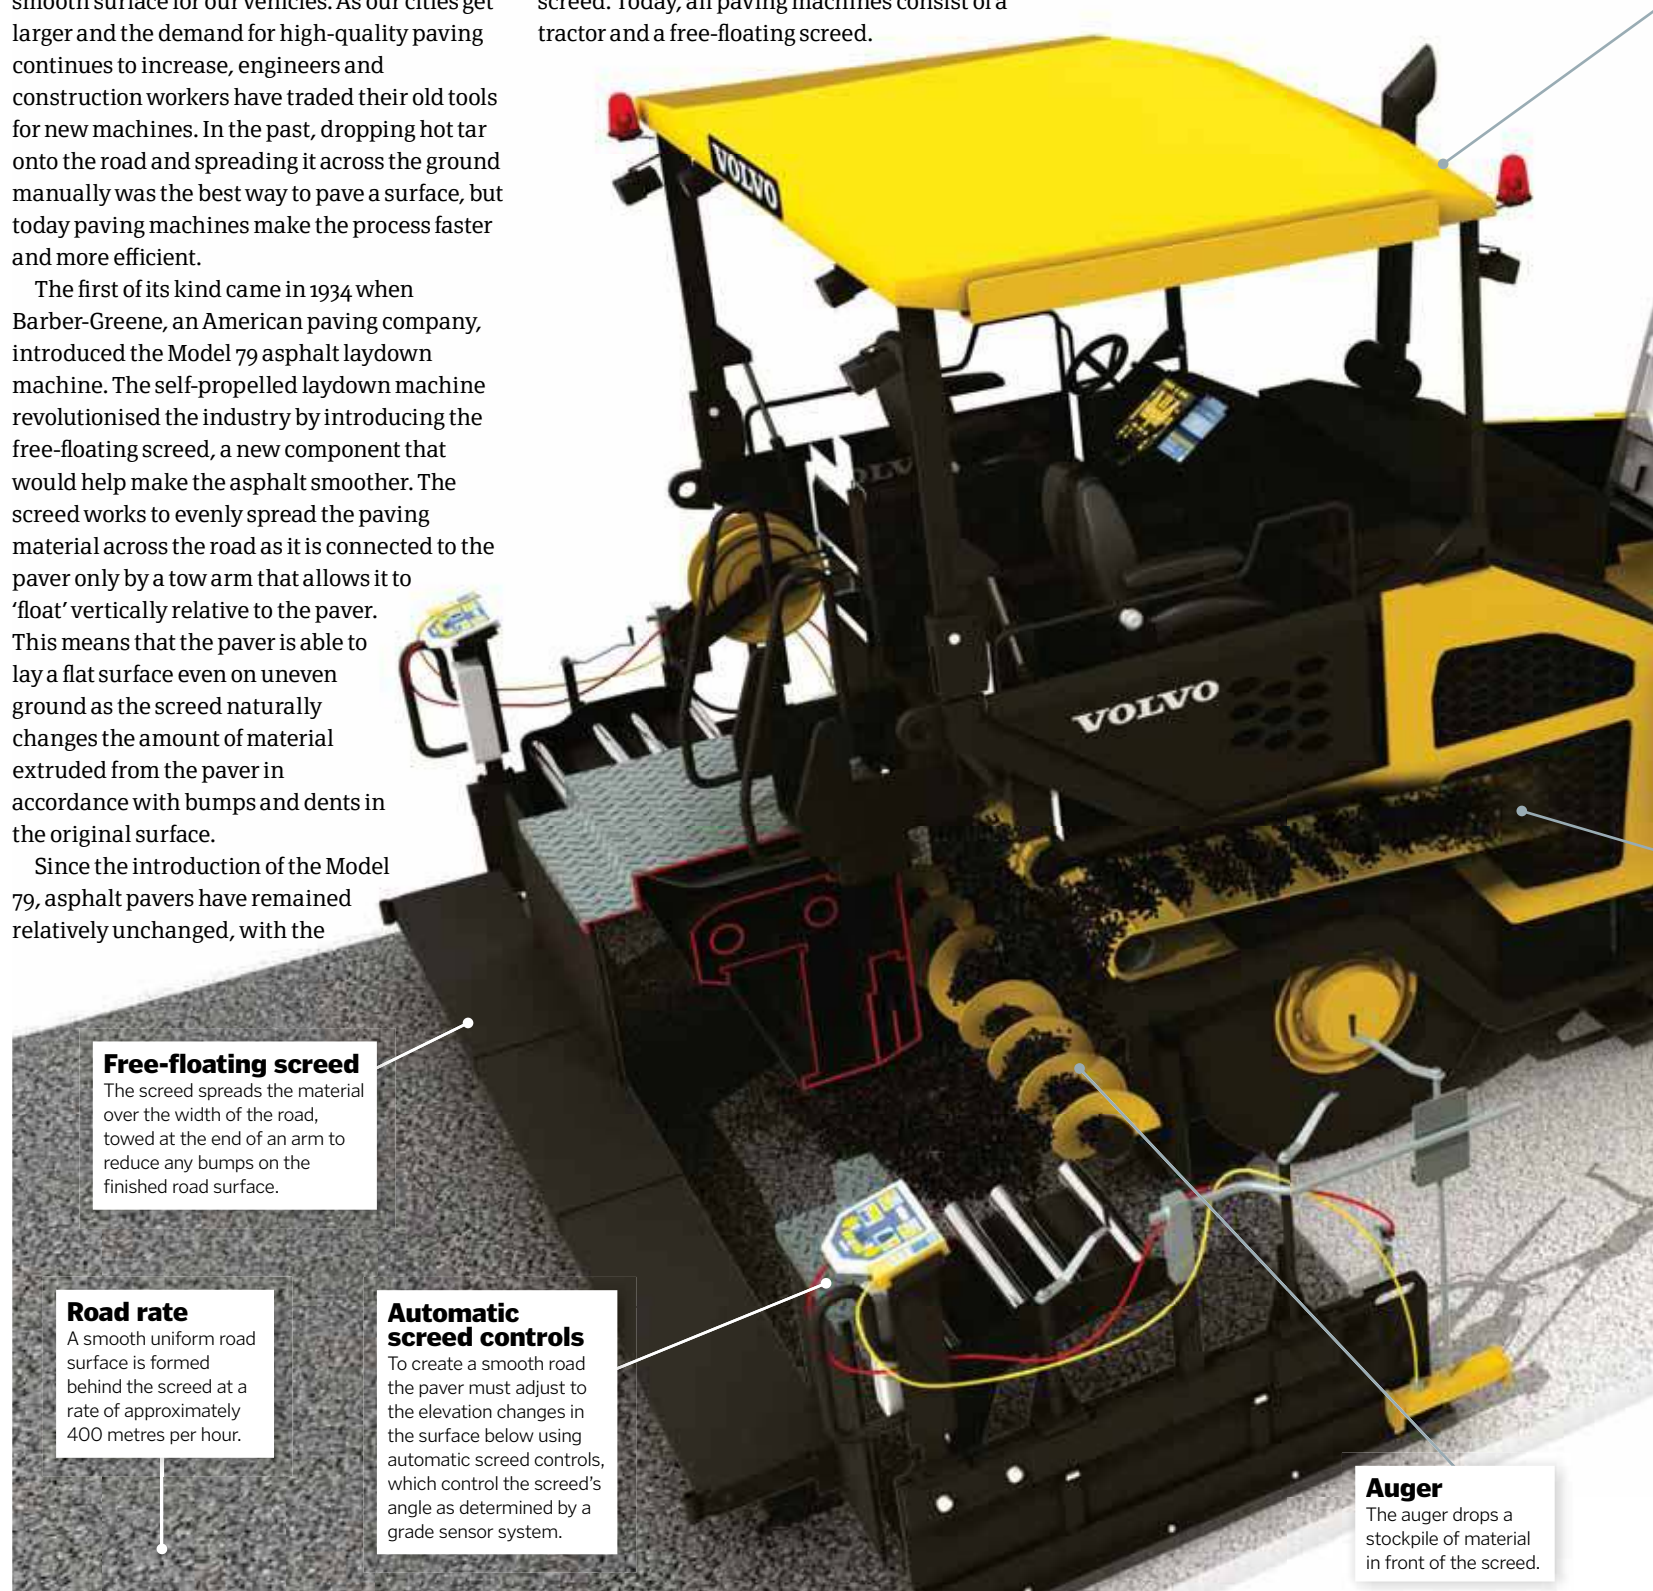 smooth surface for our vehicles. As our cities get
larger and the demand for high-quality paving
continues to increase, engineers and
construction workers have traded their old tools
for new machines. In the past, dropping hot tar
onto the road and spreading it across the ground
manually was the best way to pave a surface, but
today paving machines make the process faster
and more efficient.
The first of its kind came in 1934 when
Barber-Greene, an American paving company,
introduced the Model 79 asphalt laydown
machine. The self-propelled laydown machine
revolutionised the industry by introducing the
free-floating screed, a new component that
would help make the asphalt smoother. The
screed works to evenly spread the paving
material across the road as it is connected to the
paver only by a tow arm that allows it to
‘float’ vertically relative to the paver.
This means that the paver is able to
lay a flat surface even on uneven
ground as the screed naturally
changes the amount of material
extruded from the paver in
accordance with bumps and dents in
the original surface.
Since the introduction of the Model
79, asphalt pavers have remained
relatively unchanged, with the
screed. Today, all paving machines consist of a
tractor and a free-floating screed.
VOLVO
VOLVO
Free-floating screed
The screed spreads the material
over the width of the road,
towed at the end of an arm to
reduce any bumps on the
finished road surface.
Road rate
A smooth uniform road
surface is formed
behind the screed at a
rate of approximately
400 metres per hour.
Automatic
screed controls
To create a smooth road
the paver must adjust to
the elevation changes in
the surface below using
automatic screed controls,
which control the screed's
angle as determined by a
grade sensor system.
Auger
The auger drops a
stockpile of material
in front of the screed.